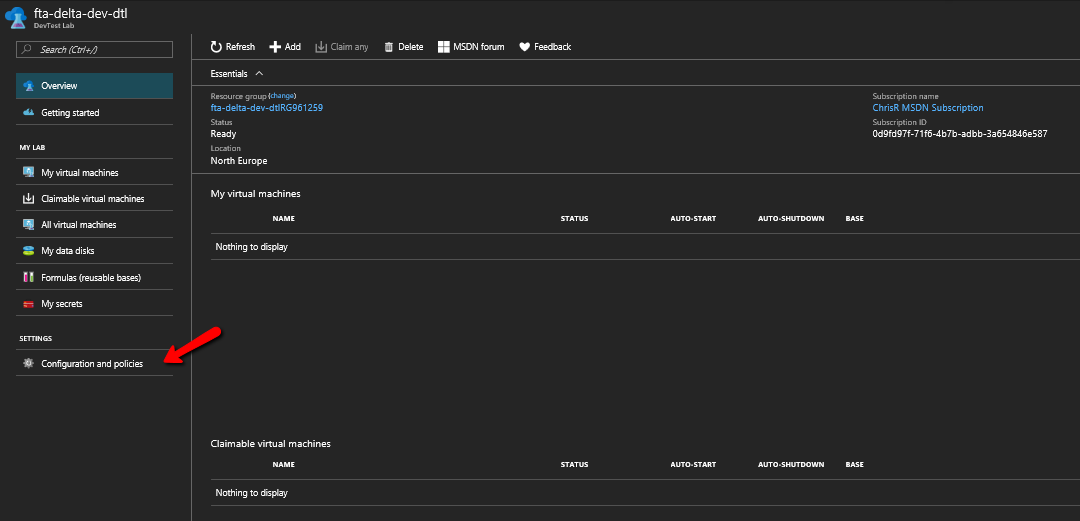 fta-delta-dev-dtl
DevTest Lab
Search (Ctrl+/)
Overview
Getting started
MY LAB
My virtual machines
Claimable virtual machines
All virtual machines
My data disks
Formulas (reusable bases)
My secrets
SETTINGS
Configuration and policies
Refresh Add Claim any Delete MSDN forum Feedback
Essentials
Resource group (change)
fta-delta-dev-dtlRG961259
Status
Ready
Location
North Europe
Subscription name
ChrisR MSDN Subscription
Subscription ID
0d9fd97f-71f6-4b7b-adbb-3a654846e587
My virtual machines
NAME STATUS AUTO-START AUTO-SHUTDOWN BASE
Nothing to display
Claimable virtual machines
NAME STATUS AUTO-START AUTO-SHUTDOWN BASE
Nothing to display